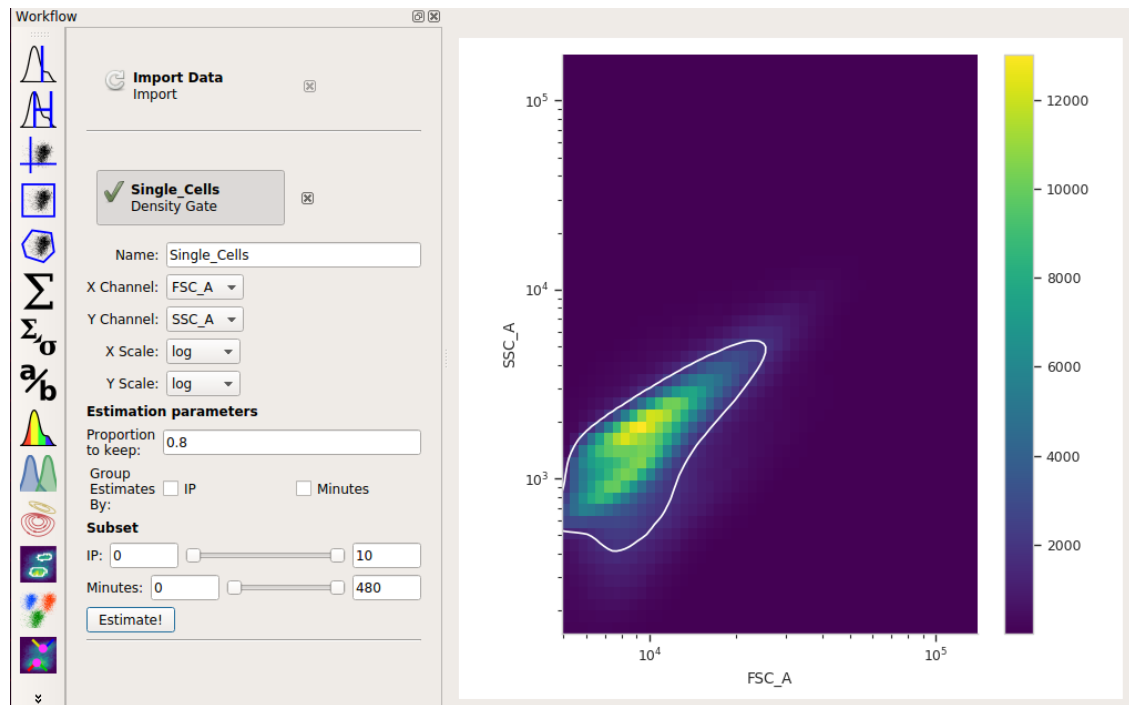 Workflow
Import Data
Import
Single_Cells
Density Gate
Name: Single_Cells
X Channel: FSC_A
Y Channel: SSC_A
X Scale: log
Y Scale: log
Estimation parameters
Proportion
to keep: 0.8
Group
Estimates IP Minutes
By:
Subset
IP: 0 10
Minutes: 0 480
Estimate!
Σ
Σ,σ
a/b
SSC_A
10⁵
10⁴
10³
10⁴ 10⁵
FSC_A
12000
10000
8000
6000
4000
2000